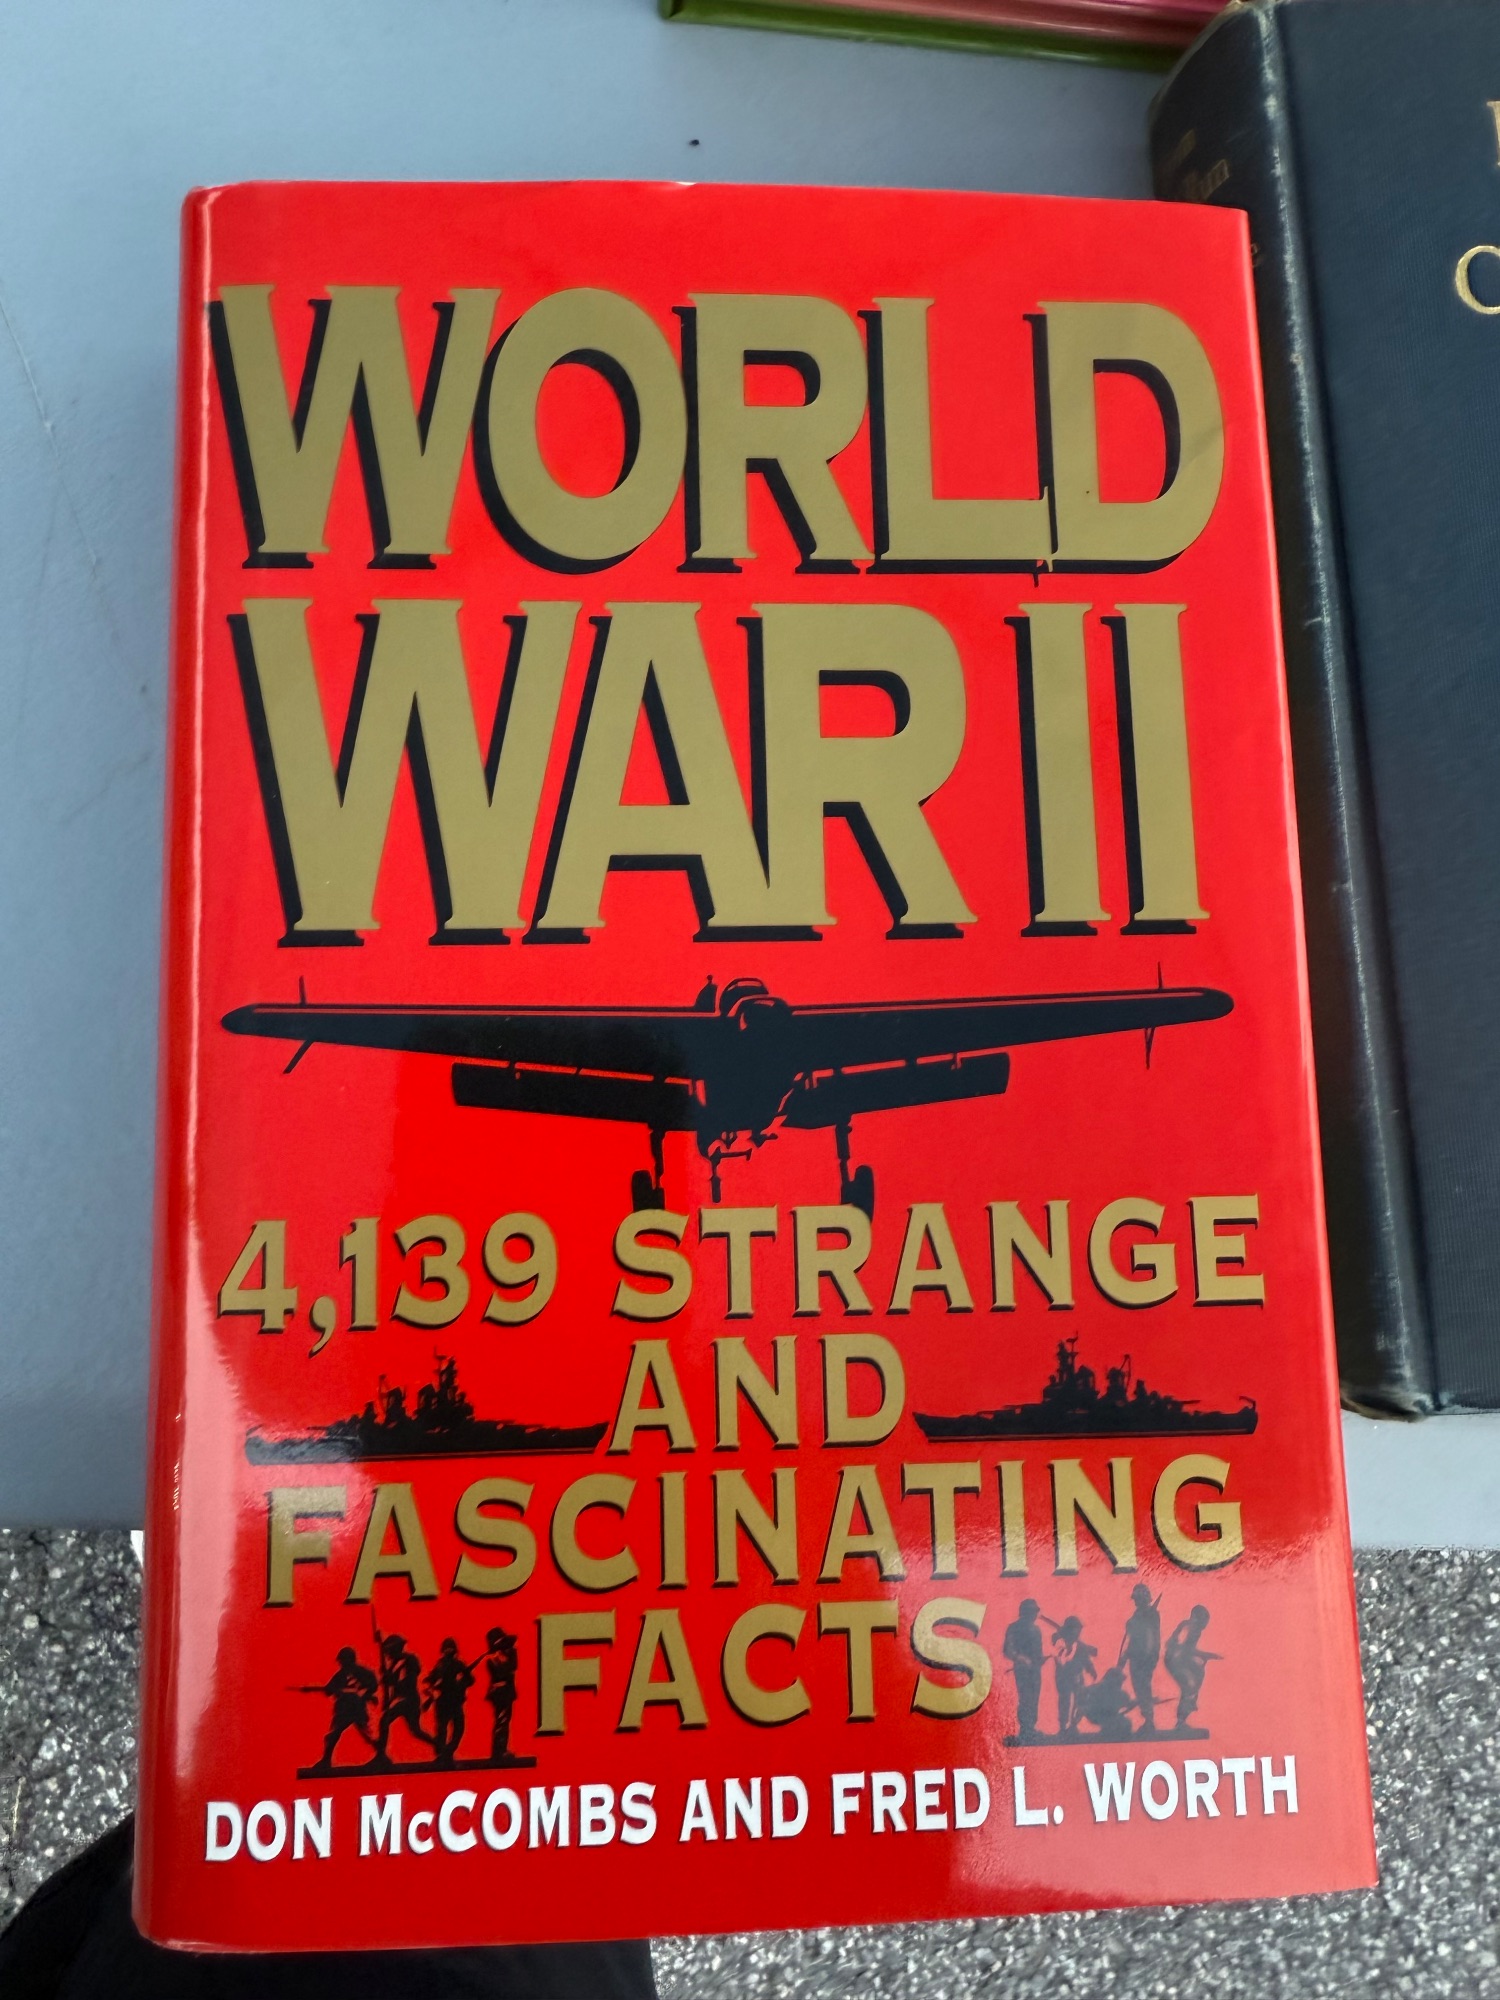 WORLD
WAR II
4,139 STRANGE
AND
FASCINATING
FACTS
DON McCOMBS AND FRED L. WORTH